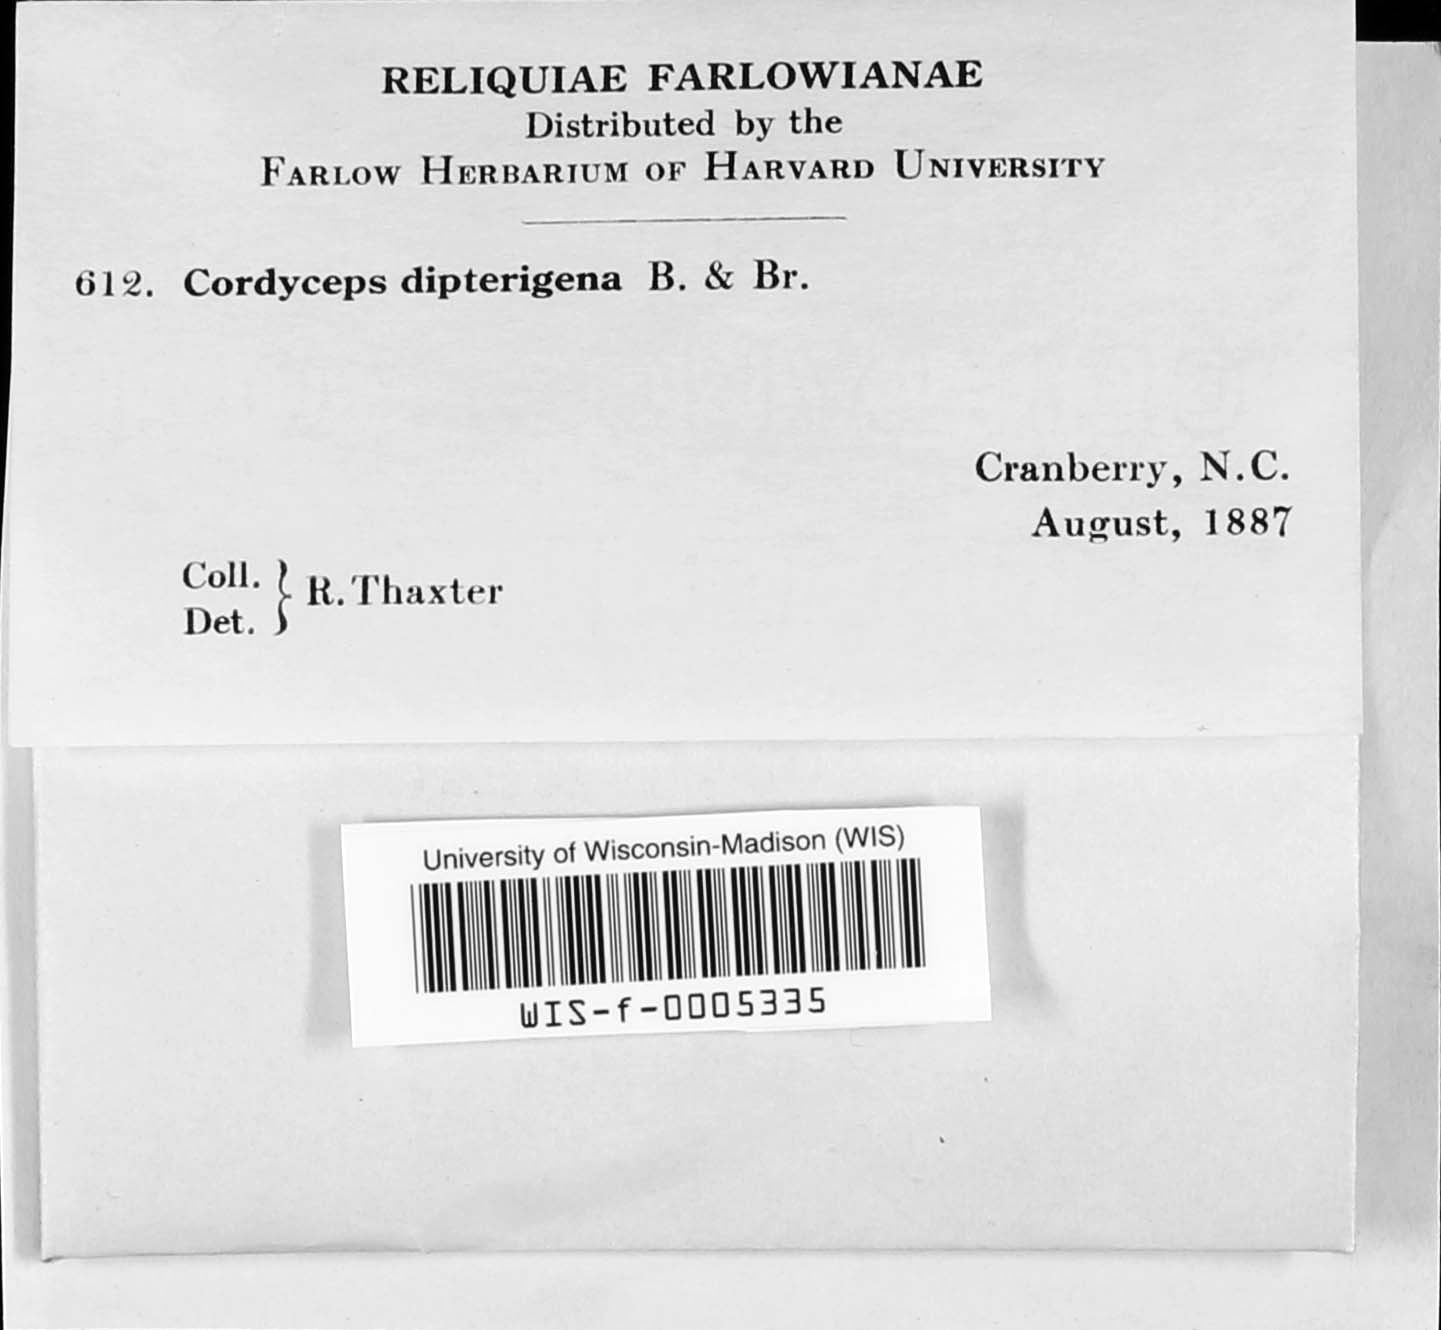 RELIQUIAE FARLOWIANAE
Distributed by the
FARLOW HERBARIUM OF HARVARD UNIVERSITY
612. Cordyceps dipterigena B. & Br.
Cranberry, N.C.
August, 1887
Coll.
Det. } R. Thaxter
University of Wisconsin-Madison (WIS)
WIS-f-0005335